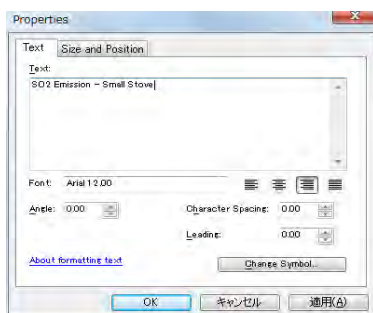 Properties
Text Size and Position
Text:
SO2 Emission - Small Stove
Font: Arial 12.00
Angle: 0.00 Character Spacing: 0.00
Leading: 0.00
About formatting text Change Symbol...
OK キャンセル 適用(A)